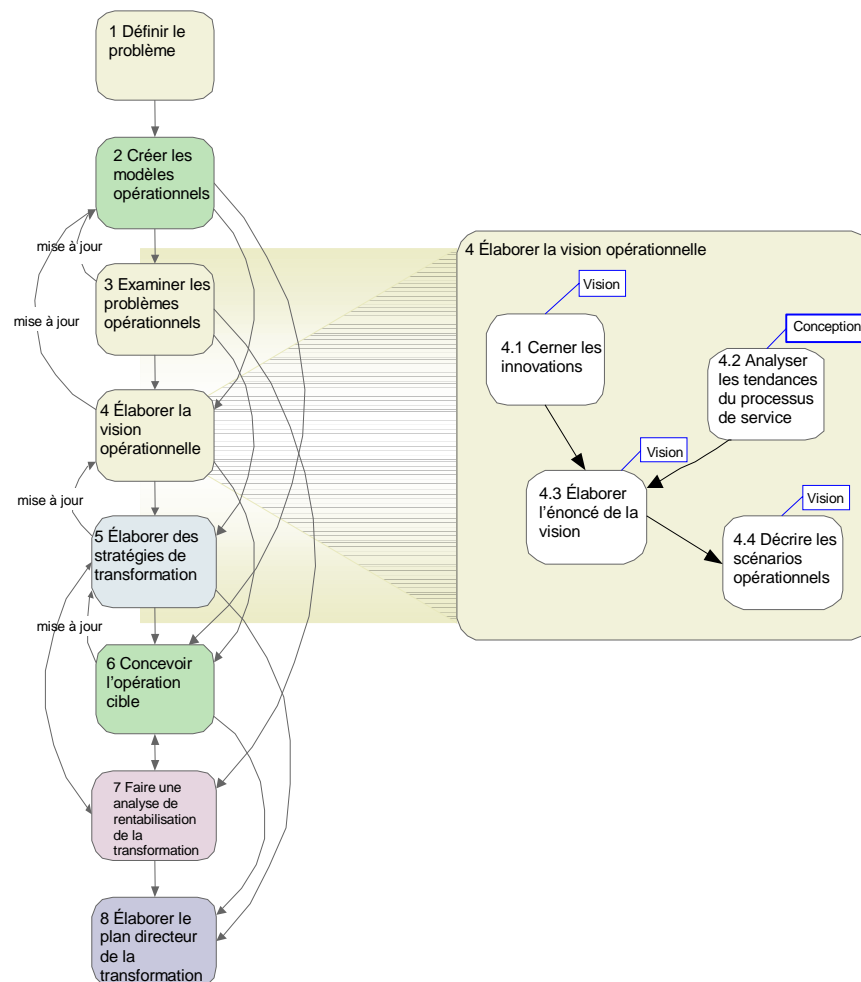 1 Définir le
problème
2 Créer les
modèles
opérationnels
mise à jour
3 Examiner les
problèmes
opérationnels
mise à jour
4 Élaborer la
vision
opérationnelle
mise à jour
5 Élaborer des
stratégies de
transformation
mise à jour
6 Concevoir
l'opération
cible
7 Faire une
analyse de
rentabilisation
de la
transformation
8 Élaborer le
plan directeur
de la
transformation
4 Élaborer la vision opérationnelle
Vision
4.1 Cerner les
innovations
Conception
4.2 Analyser
les tendances
du processus
de service
Vision
4.3 Élaborer
l'énoncé de la
vision
Vision
4.4 Décrire les
scénarios
opérationnels